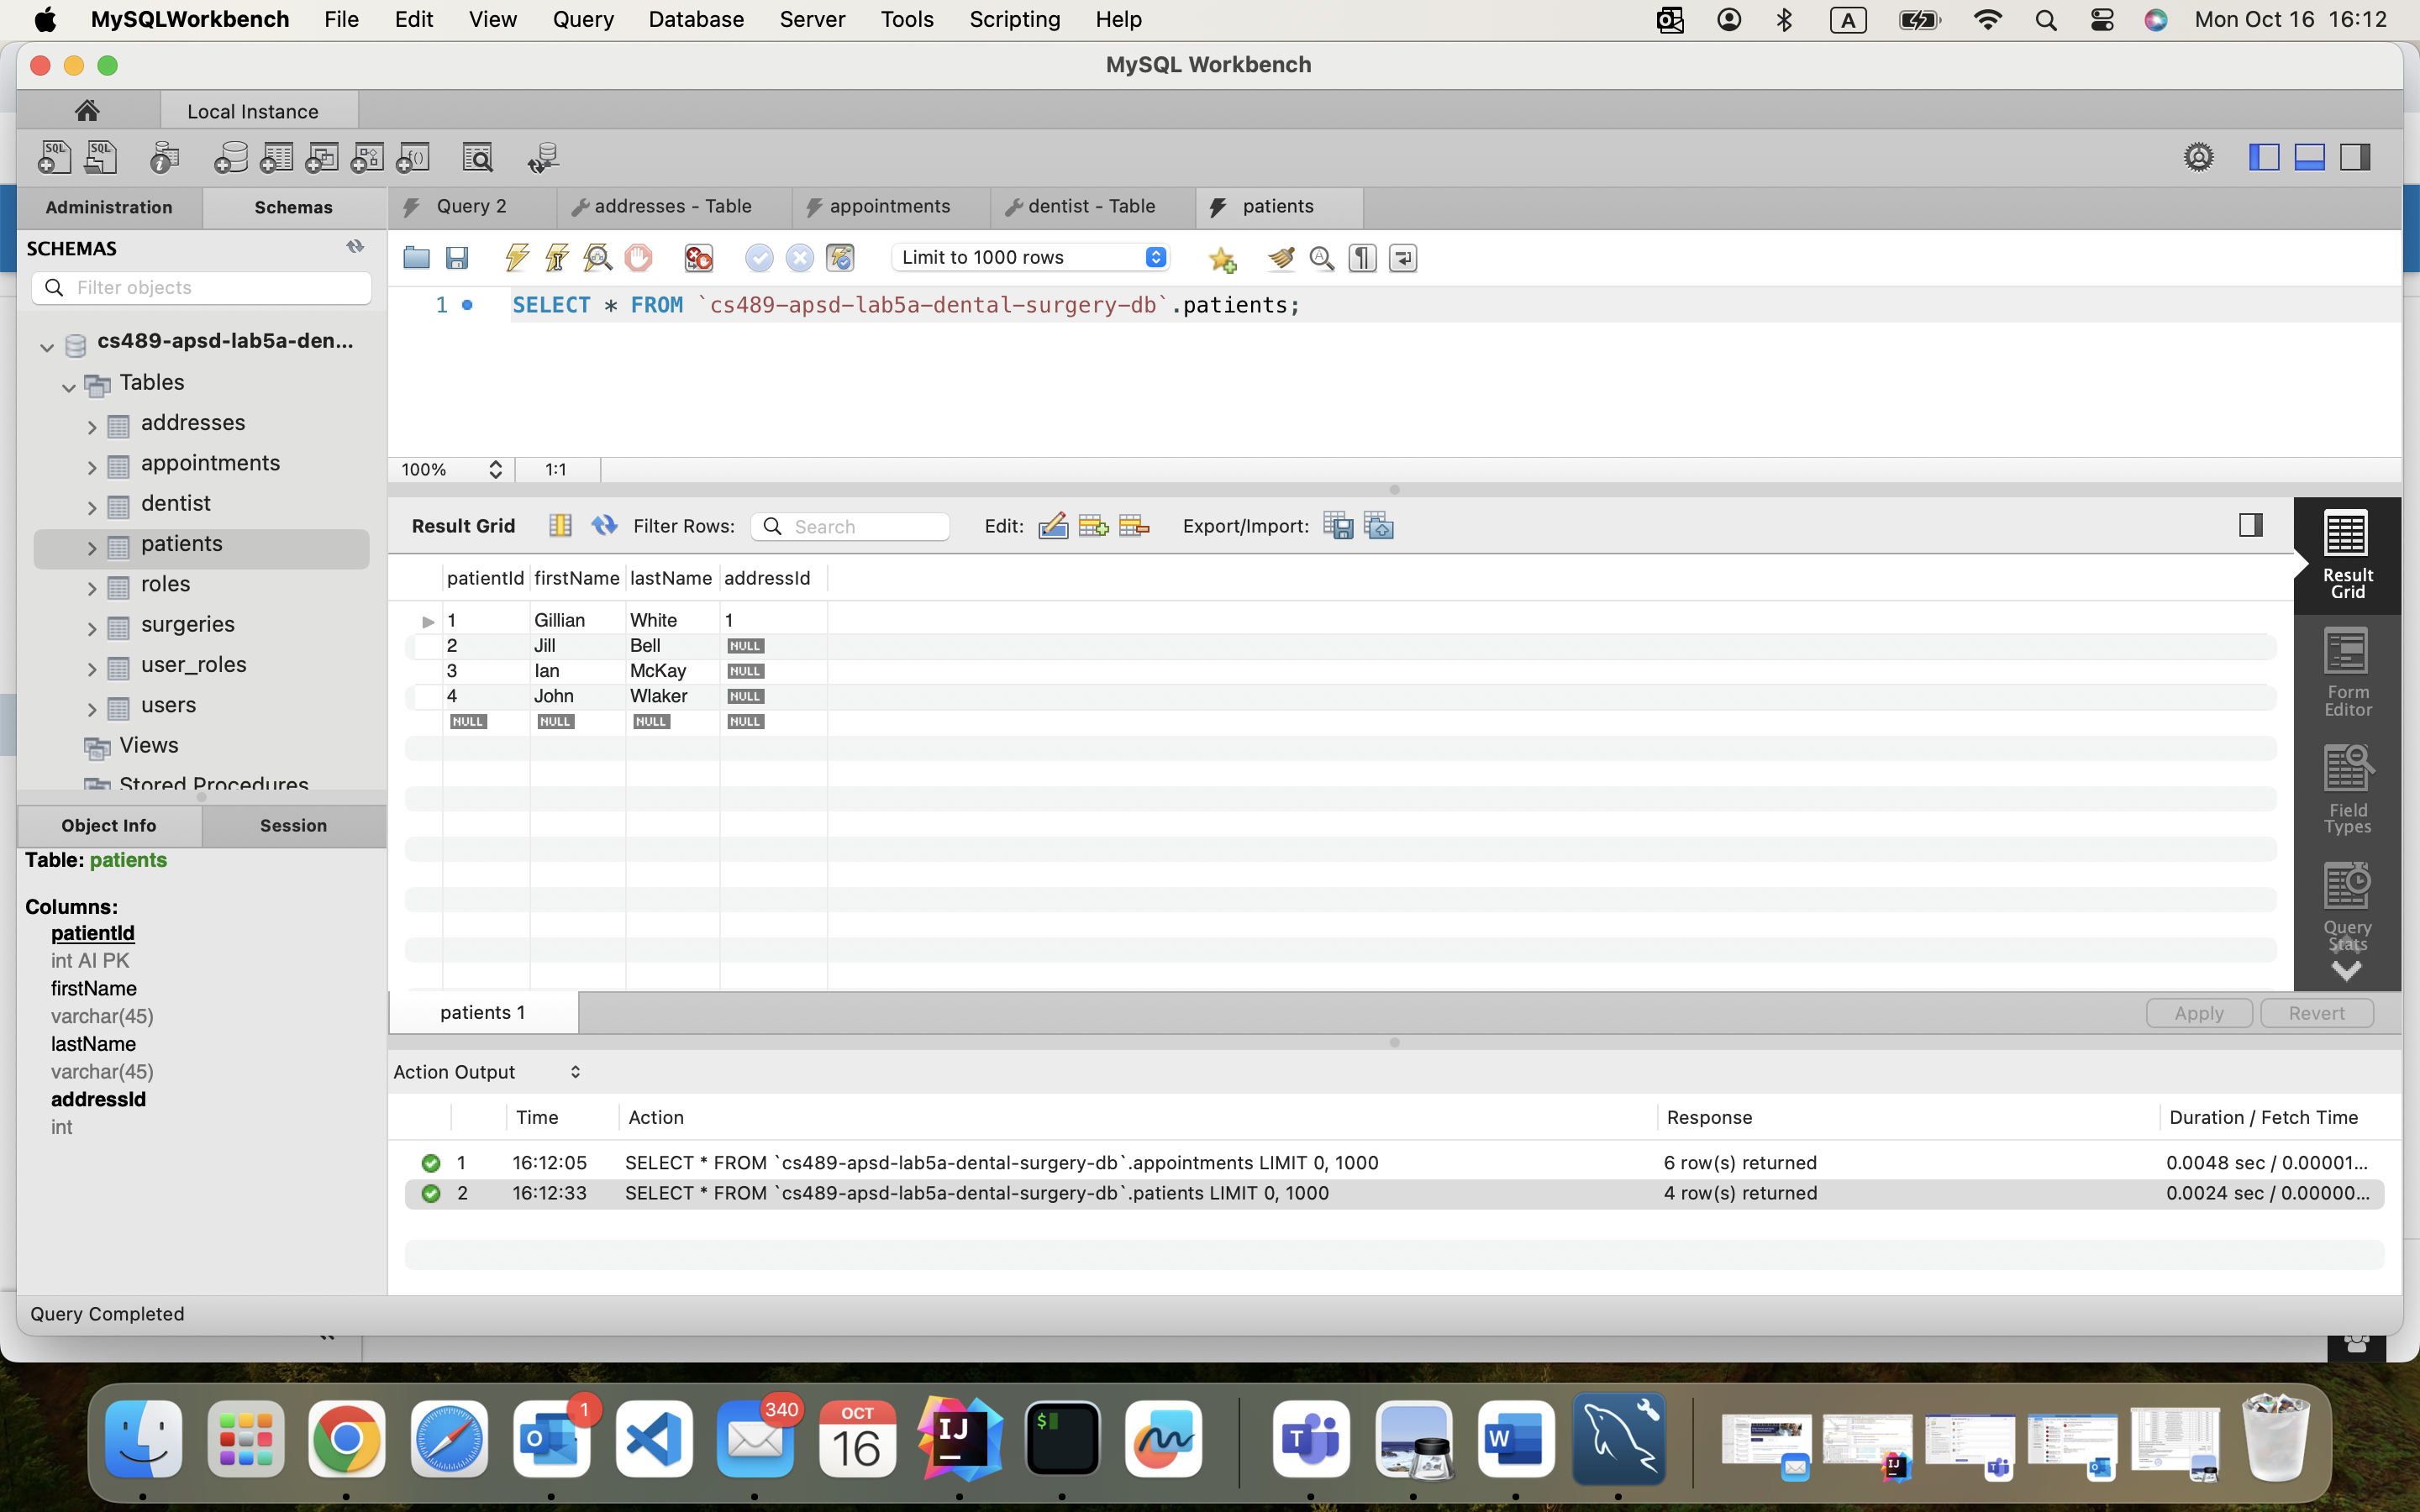 MySQLWorkbench File Edit View Query Database Server Tools Scripting Help A Mon Oct 16 16:12
MySQL Workbench
Local Instance
SQL SQL
Administration Schemas Query 2 addresses - Table appointments dentist - Table patients
SCHEMAS
Filter objects
Limit to 1000 rows
1 SELECT * FROM `cs489-apsd-lab5a-dental-surgery-db`.patients;
cs489-apsd-lab5a-den...
Tables
addresses
appointments
dentist
patients
roles
surgeries
user_roles
users
Views
Stored Procedures
100% 1:1
Result Grid Filter Rows: Search Edit: Export/Import:
patientId firstName lastName addressId
1 Gillian White 1
2 Jill Bell NULL
3 Ian McKay NULL
4 John Wlaker NULL
NULL NULL NULL NULL
Result
Grid
Form
Editor
Field
Types
Query
Stats
Object Info Session
Table: patients
Columns:
patientId
int AI PK
firstName
varchar(45)
lastName
varchar(45)
addressId
int
patients 1 Apply Revert
Action Output
Time Action Response Duration / Fetch Time
1 16:12:05 SELECT * FROM `cs489-apsd-lab5a-dental-surgery-db`.appointments LIMIT 0, 1000 6 row(s) returned 0.0048 sec / 0.00001...
2 16:12:33 SELECT * FROM `cs489-apsd-lab5a-dental-surgery-db`.patients LIMIT 0, 1000 4 row(s) returned 0.0024 sec / 0.00000...
Query Completed
1 340 OCT
16 IJ $ T W